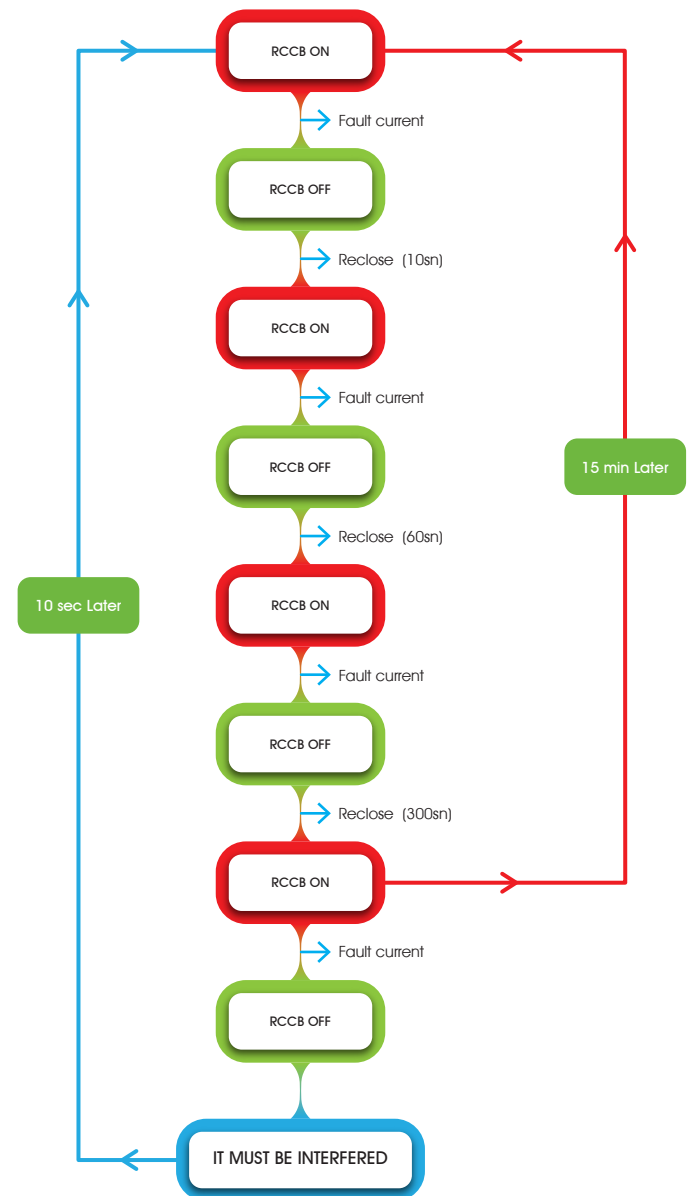 RCCB ON
Fault current
RCCB OFF
Reclose (10sn)
RCCB ON
Fault current
RCCB OFF
15 min Later
Reclose (60sn)
10 sec Later
RCCB ON
Fault current
RCCB OFF
Reclose (300sn)
RCCB ON
Fault current
RCCB OFF
IT MUST BE INTERFERED